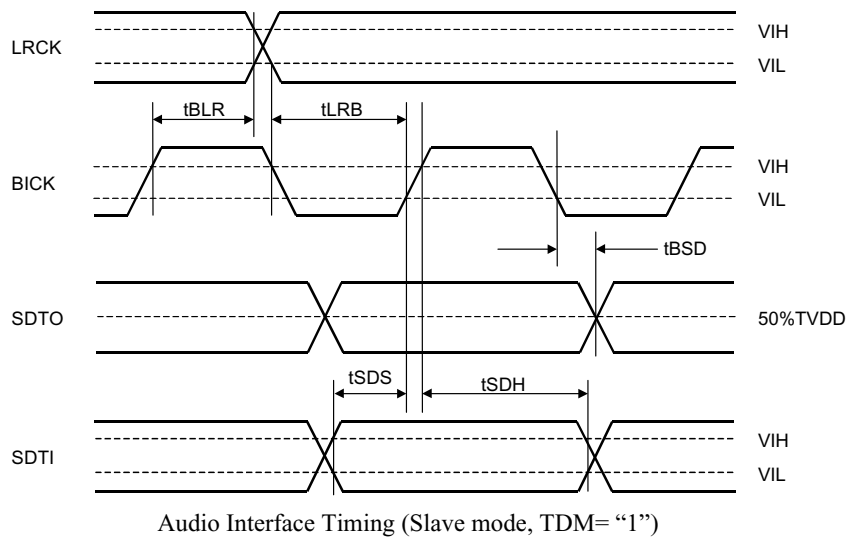 LRCK
VIH
VIL
tBLR
tLRB
BICK
VIH
VIL
tBSD
SDTO
50%TVDD
tSDS
tSDH
SDTI
VIH
VIL
Audio Interface Timing (Slave mode, TDM= “1”)